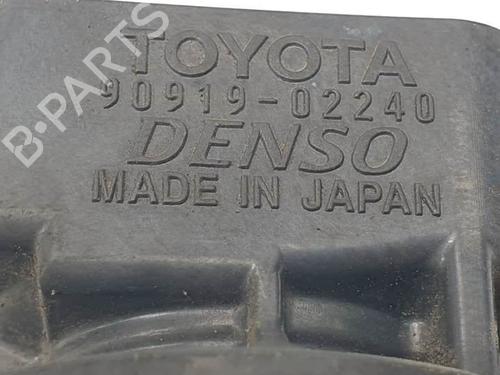 TOYOTA
90919-02240
DENSO
MADE IN JAPAN
B-PARTS